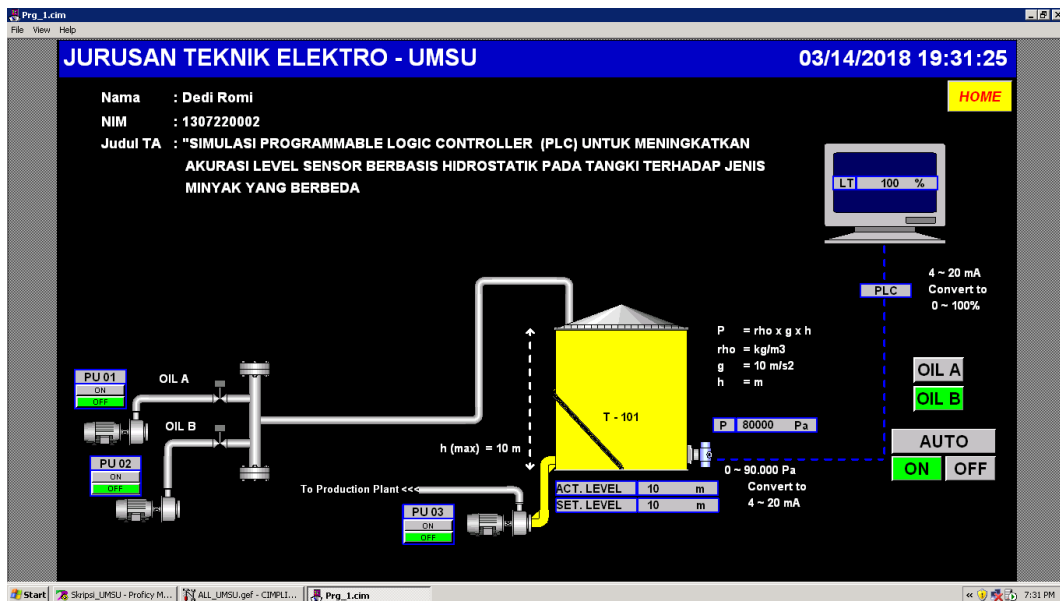 Prg_1.cim
File View Help
JURUSAN TEKNIK ELEKTRO - UMSU 03/14/2018 19:31:25
HOME
Nama : Dedi Romi
NIM : 1307220002
Judul TA : "SIMULASI PROGRAMMABLE LOGIC CONTROLLER (PLC) UNTUK MENINGKATKAN
AKURASI LEVEL SENSOR BERBASIS HIDROSTATIK PADA TANGKI TERHADAP JENIS
MINYAK YANG BERBEDA
LT 100 %
4 ~ 20 mA
Convert to
0 ~ 100%
PLC
P = rho x g x h
rho = kg/m3
g = 10 m/s2
h = m
OIL A
OIL B
PU 01
ON
OFF
OIL A
OIL B
T - 101
P 80000 Pa
h (max) = 10 m
AUTO
ON OFF
PU 02
ON
OFF
0 ~ 90.000 Pa
Convert to
4 ~ 20 mA
To Production Plant <<<
ACT. LEVEL 10 m
SET. LEVEL 10 m
PU 03
ON
OFF
Start Skripsi_UMSU - Proficy M... ALL_UMSU.gef - CIMPLI... Prg_1.cim 7:31 PM